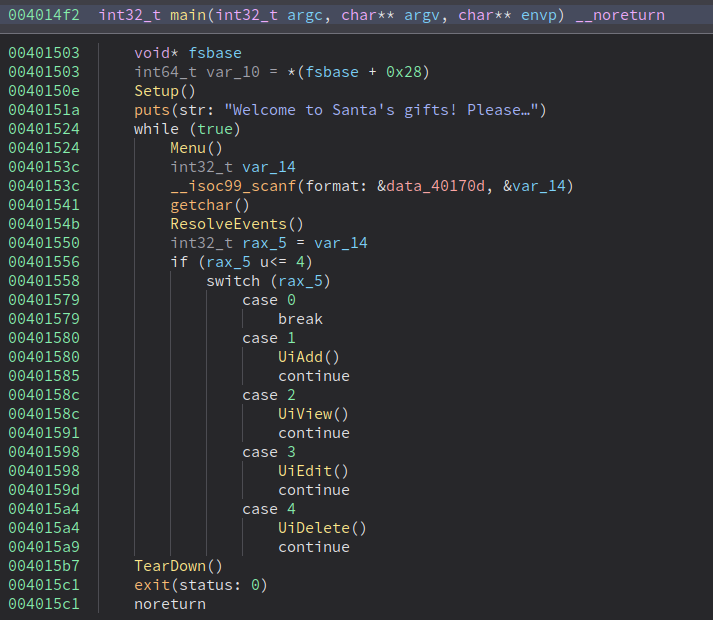 004014f2 int32_t main(int32_t argc, char** argv, char** envp) __noreturn
00401503 void* fsbase
00401503 int64_t var_10 = *(fsbase + 0x28)
0040150e Setup()
0040151a puts(str: "Welcome to Santa's gifts! Please…")
00401524 while (true)
00401524 Menu()
0040153c int32_t var_14
0040153c __isoc99_scanf(format: &data_40170d, &var_14)
00401541 getchar()
0040154b ResolveEvents()
00401550 int32_t rax_5 = var_14
00401556 if (rax_5 u<= 4)
00401558 switch (rax_5)
00401579 case 0
00401579 break
00401580 case 1
00401580 UiAdd()
00401585 continue
0040158c case 2
0040158c UiView()
00401591 continue
00401598 case 3
00401598 UiEdit()
0040159d continue
004015a4 case 4
004015a4 UiDelete()
004015a9 continue
004015b7 TearDown()
004015c1 exit(status: 0)
004015c1 noreturn